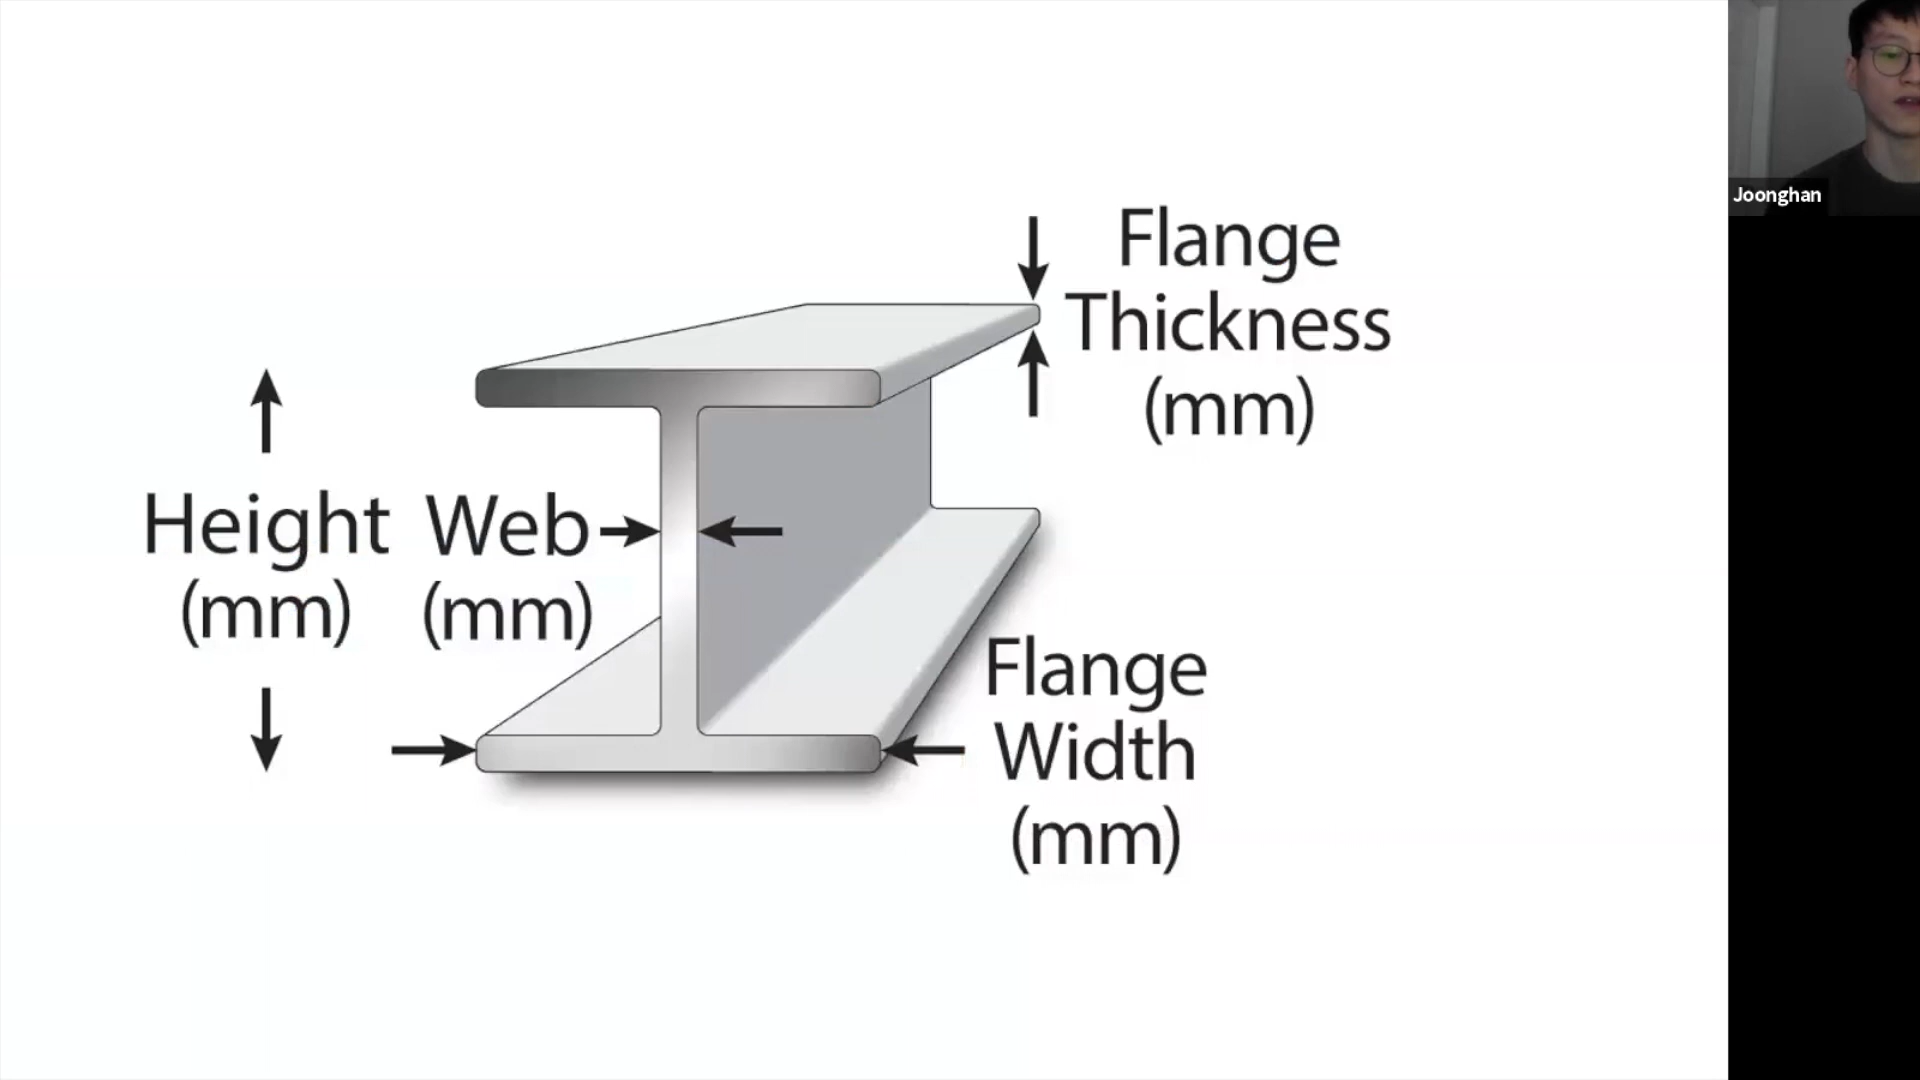 Flange
Thickness
(mm)
Height
(mm)
Web
(mm)
Flange
Width
(mm)
Joonghan